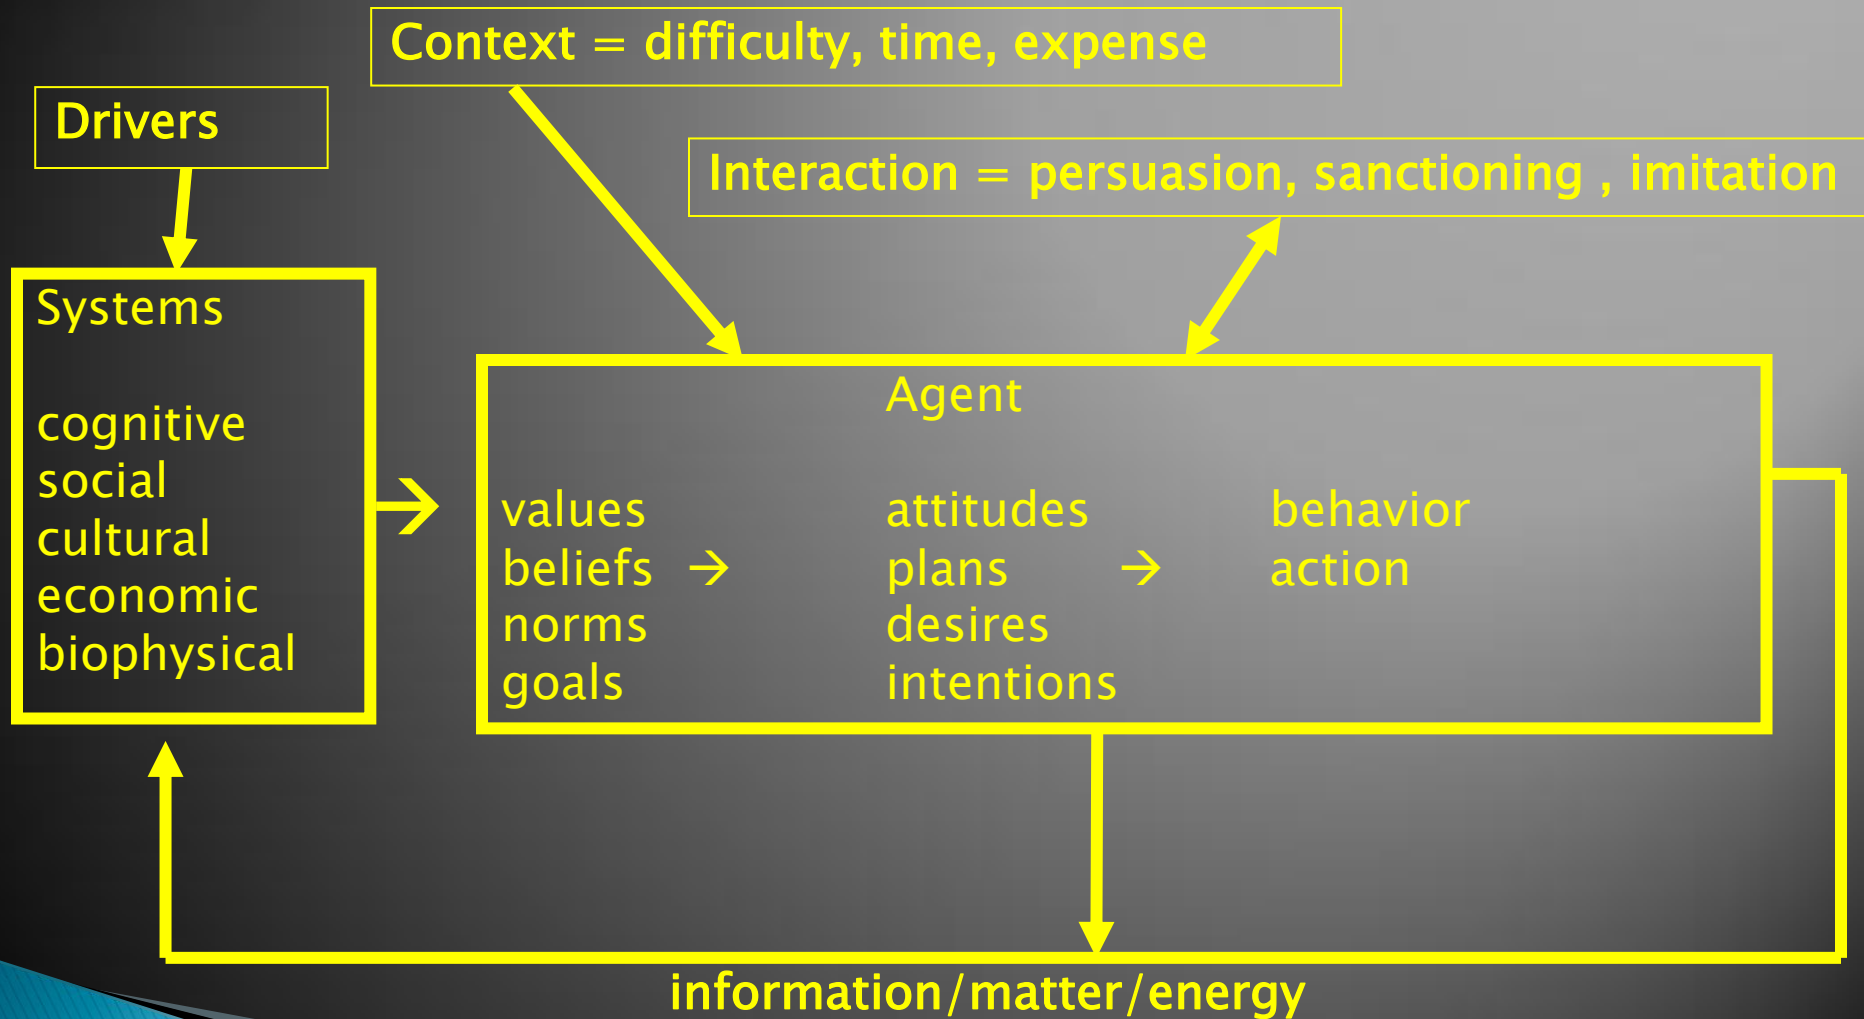 Context = difficulty, time, expense
Drivers
Interaction = persuasion, sanctioning , imitation
Systems
cognitive
social
cultural
economic
biophysical
→
Agent
values attitudes behavior
beliefs → plans → action
norms desires
goals intentions
information/matter/energy